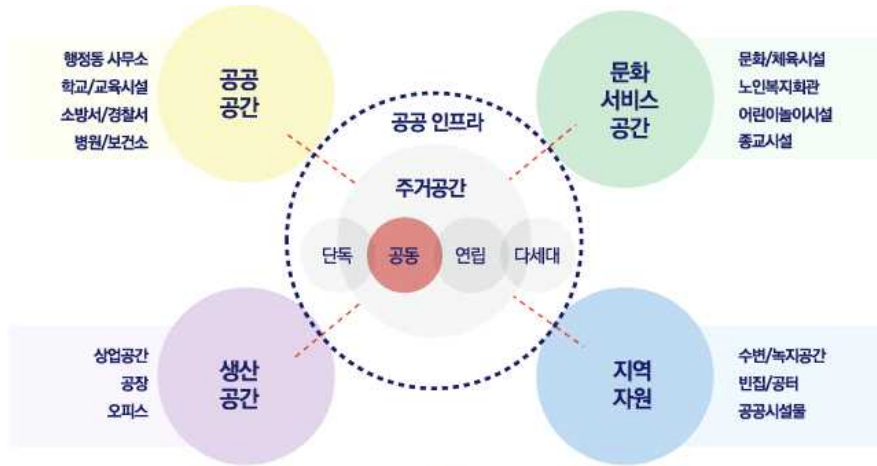 행정동 사무소
학교/교육시설
소방서/경찰서
병원/보건소
공공
공간
문화
서비스
공간
문화/체육시설
노인복지회관
어린이놀이시설
종교시설
공공 인프라
주거공간
단독
공동
연립
다세대
상업공간
공장
오피스
생산
공간
지역
자원
수변/녹지공간
빈집/공터
공공시설물